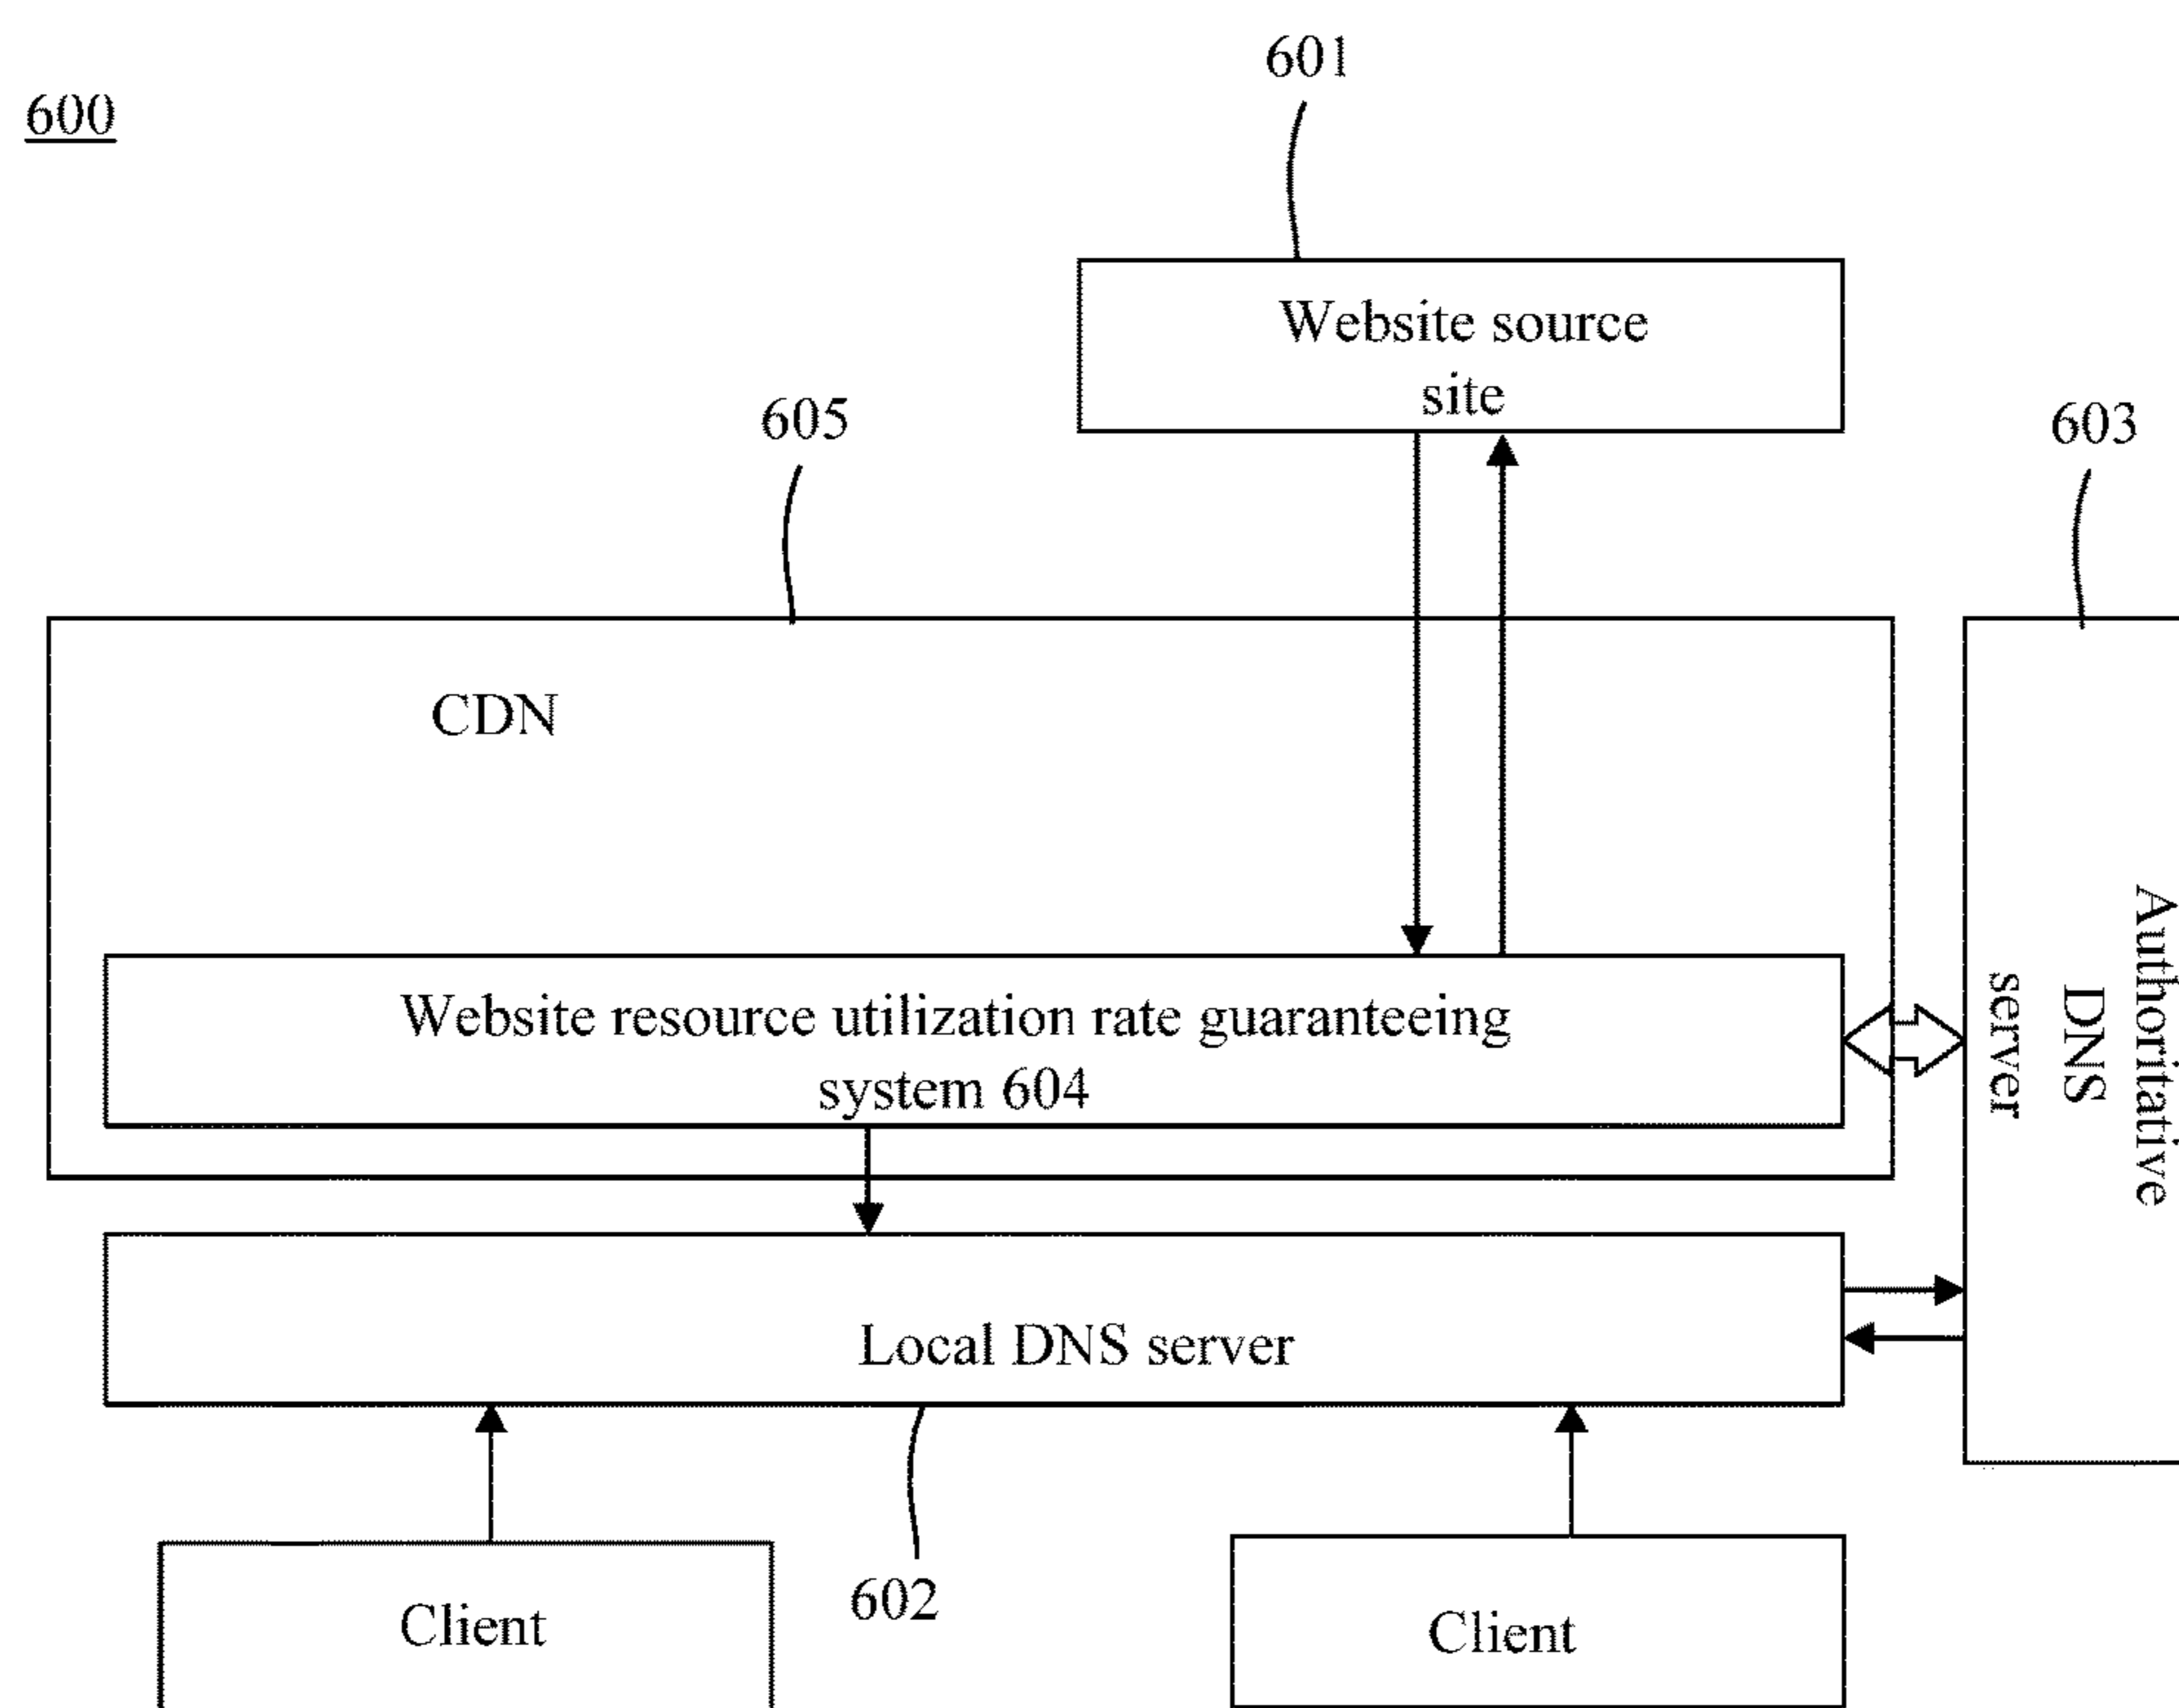 601
600
Website source
site
605
603
CDN
Authoritative
DNS
server
Website resource utilization rate guaranteeing
system 604
Local DNS server
602
Client
Client